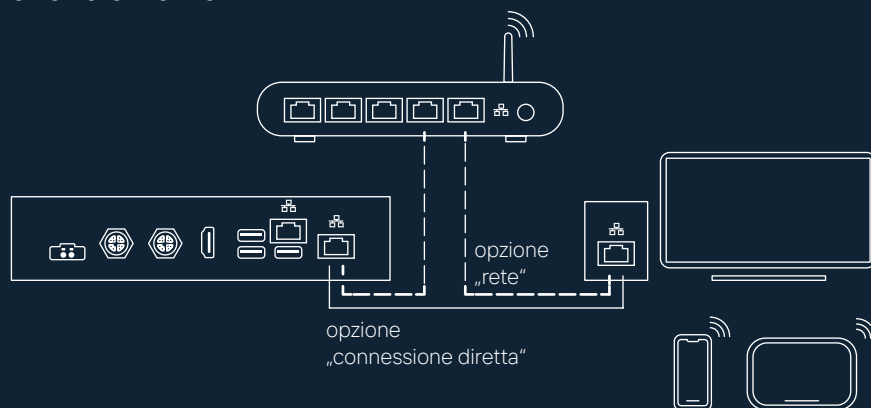 opzione
„rete“
opzione
„connessione diretta“